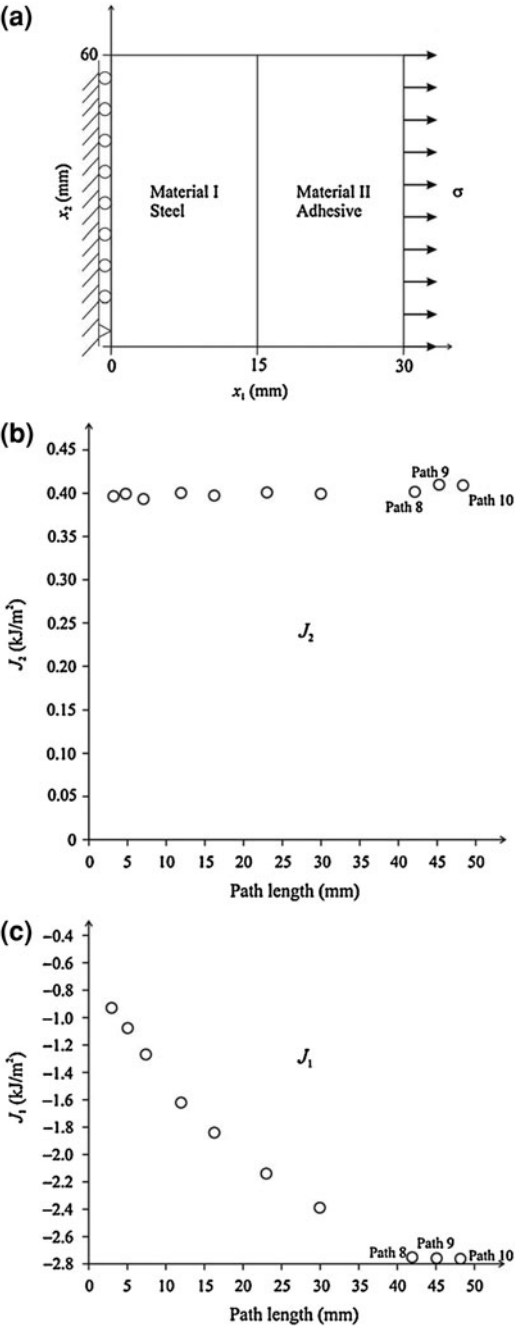 (a)
60
x₂ (mm)
Material I
Steel
Material II
Adhesive
σ
0
15
30
x₁ (mm)
(b)
0.45
0.40
0.35
0.30
0.25
0.20
0.15
0.10
0.05
0
J₂ (kJ/m²)
Path 9
Path 8
Path 10
J₂
0 5 10 15 20 25 30 35 40 45 50
Path length (mm)
(c)
−0.4
−0.6
−0.8
−1.0
−1.2
−1.4
−1.6
−1.8
−2.0
−2.2
−2.4
−2.6
−2.8
J₁ (kJ/m²)
J₁
Path 8 Path 9 Path 10
0 5 10 15 20 25 30 35 40 45 50
Path length (mm)